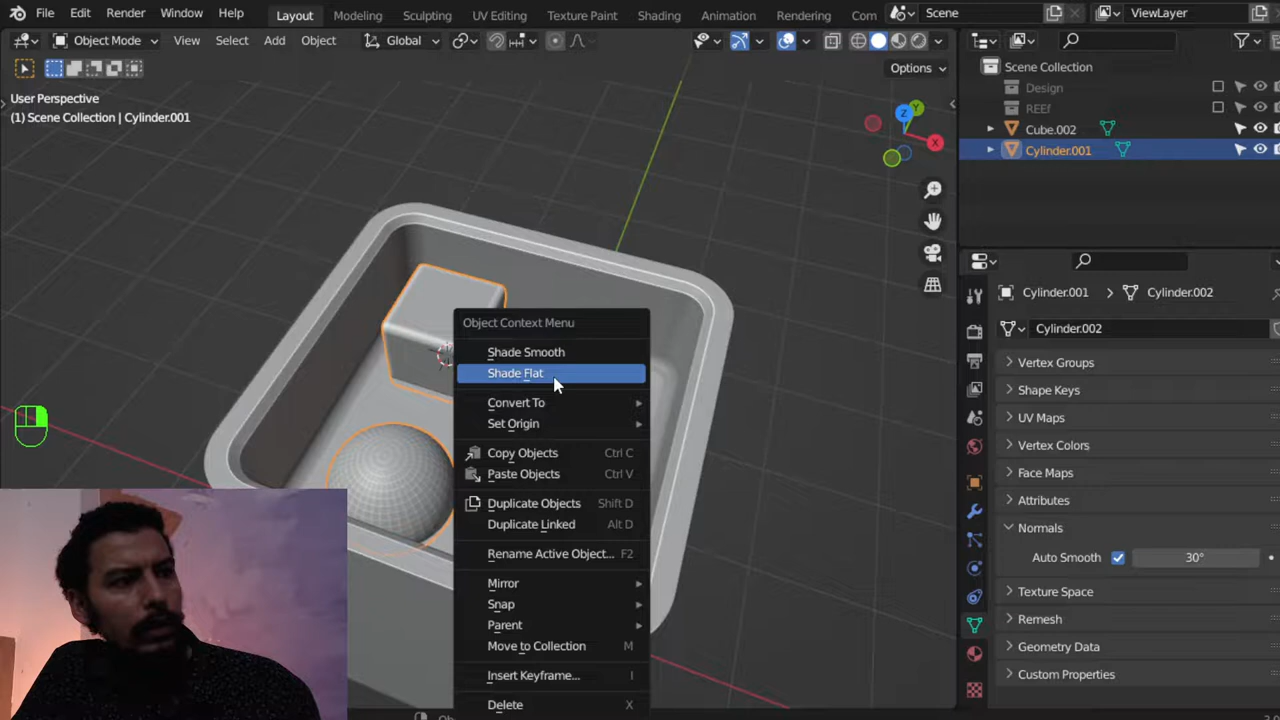 File Edit Render Window Help Layout Modeling Sculpting UV Editing Texture Paint Shading Animation Rendering Com Scene ViewLayer
Object Mode View Select Add Object Global
Options
User Perspective
(1) Scene Collection | Cylinder.001
Z Y X
Object Context Menu
Shade Smooth
Shade Flat
Convert To
Set Origin
Copy Objects Ctrl C
Paste Objects Ctrl V
Duplicate Objects Shift D
Duplicate Linked Alt D
Rename Active Object... F2
Mirror
Snap
Parent
Move to Collection M
Insert Keyframe... I
Delete X
Scene Collection
Design
REEf
Cube.002
Cylinder.001
Cylinder.001 Cylinder.002
Cylinder.002
Vertex Groups
Shape Keys
UV Maps
Vertex Colors
Face Maps
Attributes
Normals
Auto Smooth 30°
Texture Space
Remesh
Geometry Data
Custom Properties